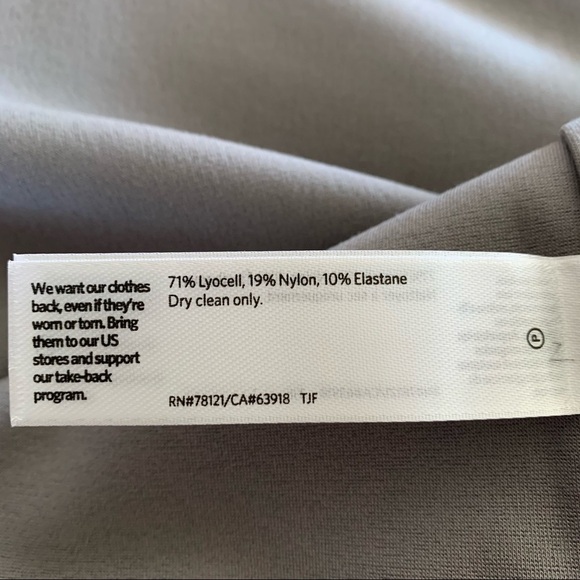 We want our clothes
back, even if they're
worn or torn. Bring
them to our US
stores and support
our take-back
program.
71% Lyocell, 19% Nylon, 10% Elastane
Dry clean only.
RN#78121/CA#63918 TJF
P